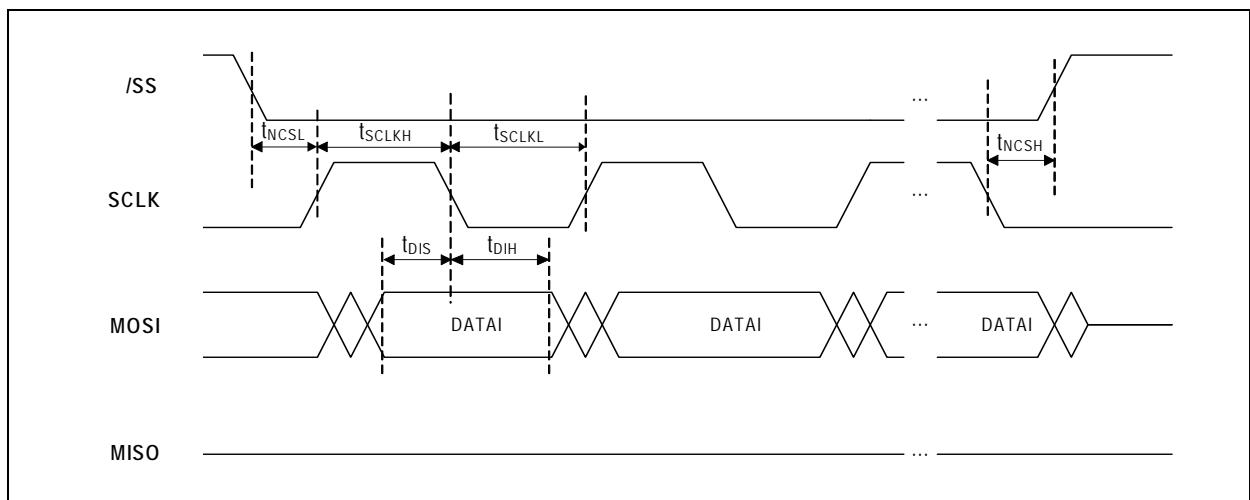 /SS
...
tNCSL
tSCLKH
tSCLKL
tNCSH
SCLK
...
tDIS
tDIH
MOSI
DATAI
DATAI
...
DATAI
MISO
...